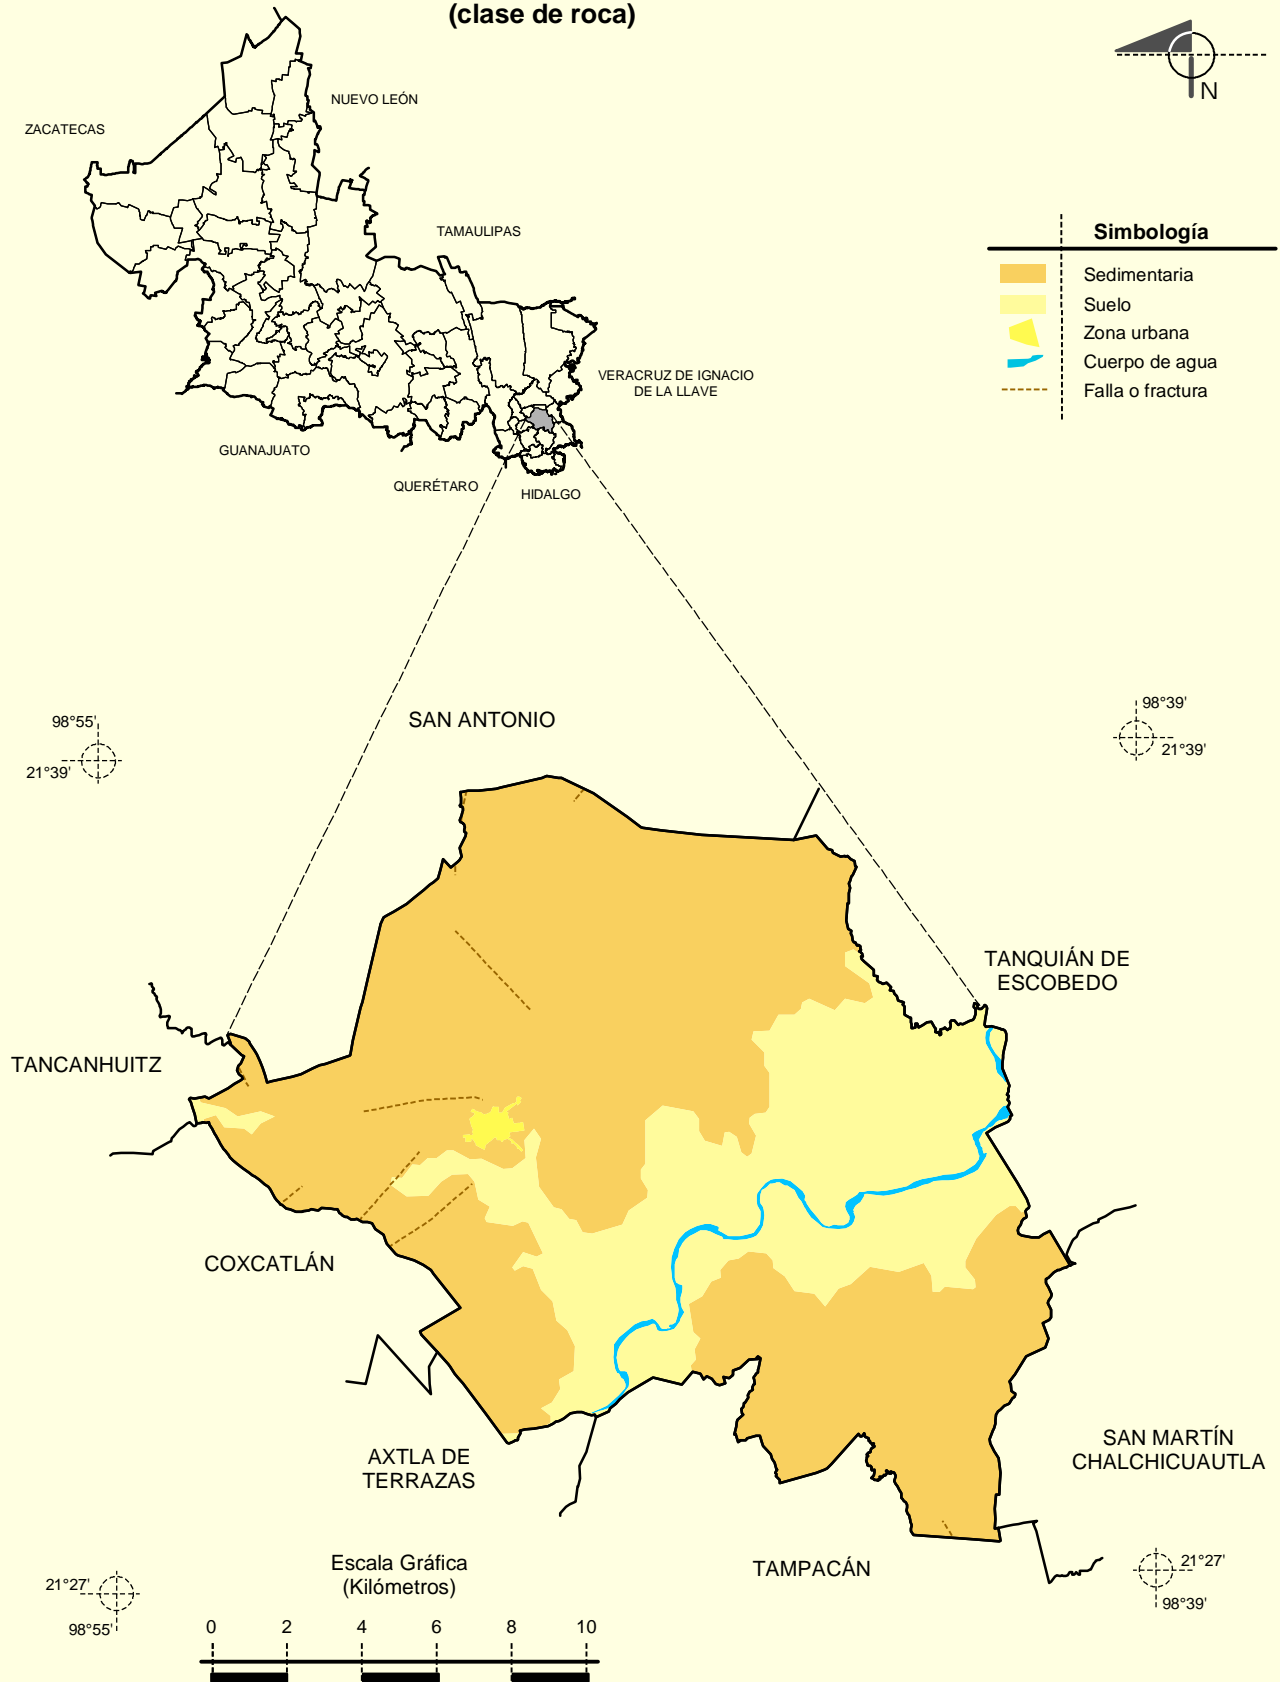 (clase de roca)
N
NUEVO LEÓN
ZACATECAS
TAMAULIPAS
VERACRUZ DE IGNACIO
DE LA LLAVE
GUANAJUATO
QUERÉTARO
HIDALGO
Simbología
Sedimentaria
Suelo
Zona urbana
Cuerpo de agua
Falla o fractura
98°55'
21°39'
SAN ANTONIO
98°39'
21°39'
TANQUIÁN DE
ESCOBEDO
TANCANHUITZ
COXCATLÁN
AXTLA DE
TERRAZAS
SAN MARTÍN
CHALCHICUAUTLA
TAMPACÁN
21°27'
98°55'
21°27'
98°39'
Escala Gráfica
(Kilómetros)
0 2 4 6 8 10